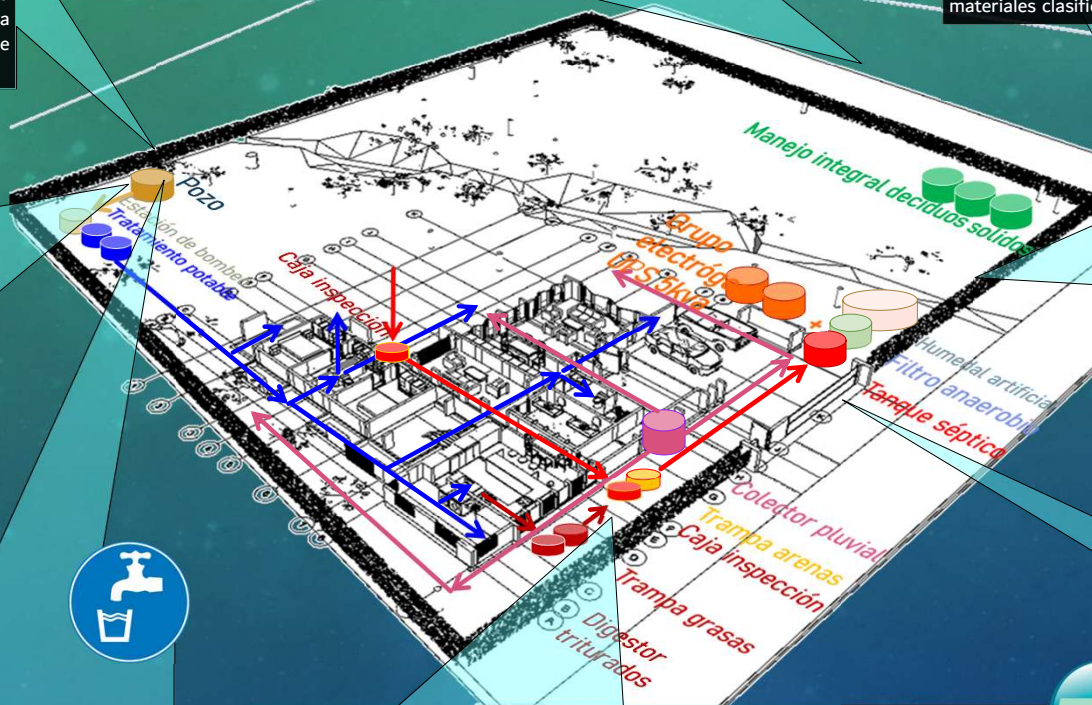 a
e
materiales clasific
Manejo integral deciduos solidos
Pozo
Estación de bombeo
Tratamiento potable
Caja inspección
Grupo
electróge
UPS 5kva
Humedal artificial
Filtro anaerobio
Tanque séptico
Colector pluvial
Trampa arenas
Caja inspección
Trampa grasas
Digestor
triturados